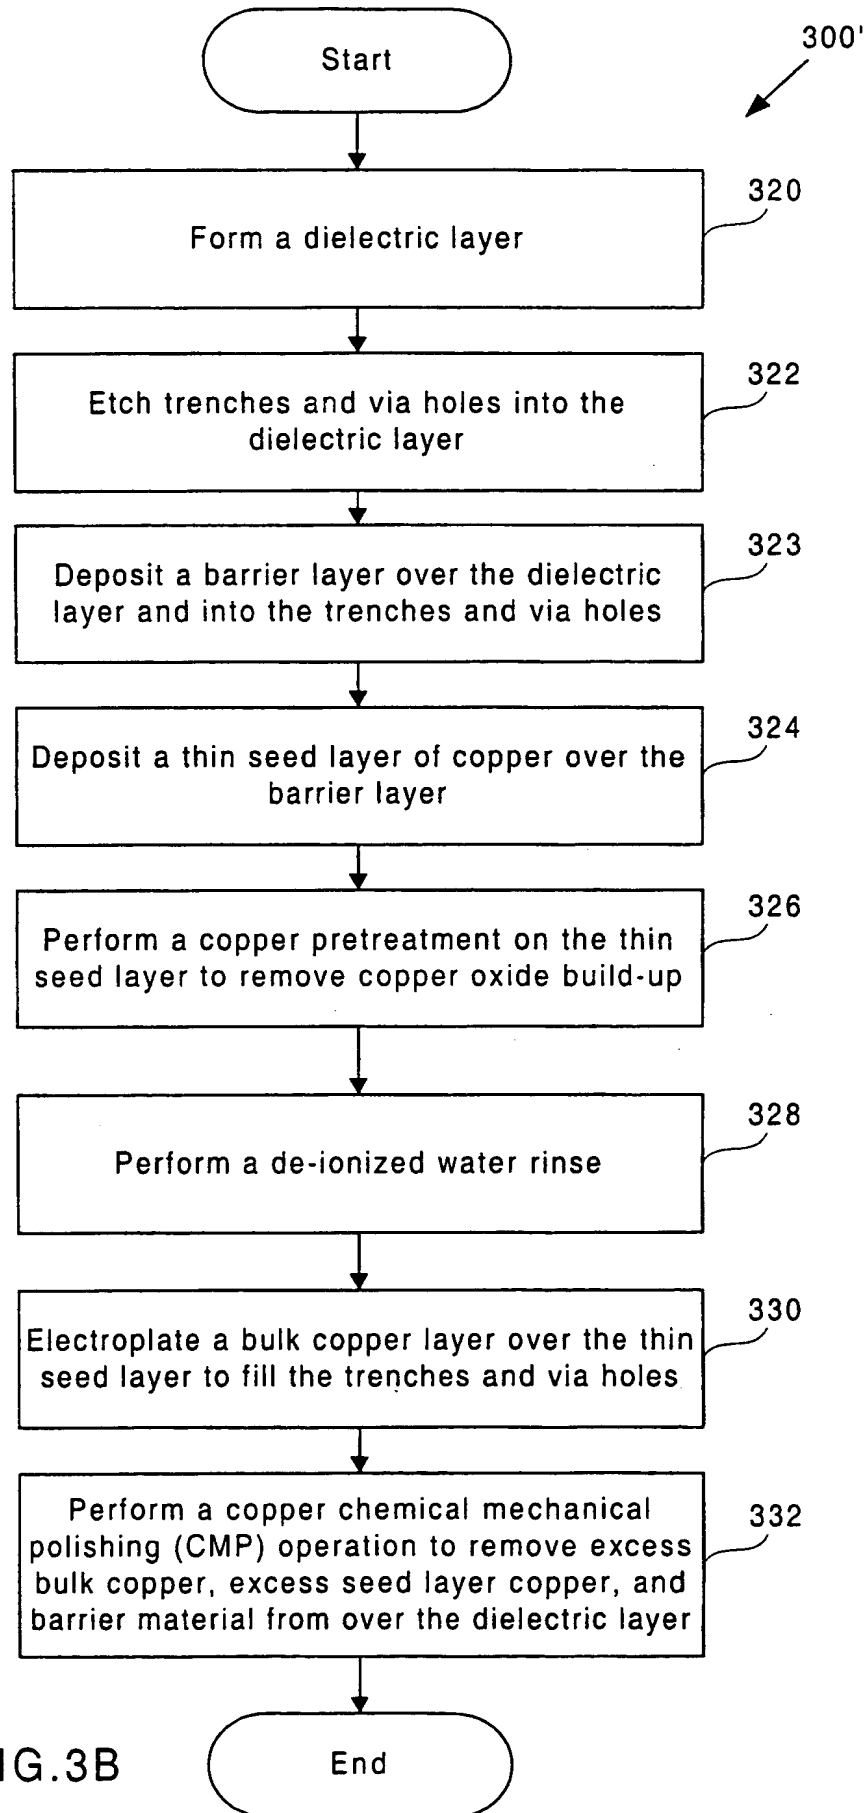 Start
300'
320
Form a dielectric layer
322
Etch trenches and via holes into the
dielectric layer
323
Deposit a barrier layer over the dielectric
layer and into the trenches and via holes
324
Deposit a thin seed layer of copper over the
barrier layer
326
Perform a copper pretreatment on the thin
seed layer to remove copper oxide build-up
328
Perform a de-ionized water rinse
330
Electroplate a bulk copper layer over the thin
seed layer to fill the trenches and via holes
332
Perform a copper chemical mechanical
polishing (CMP) operation to remove excess
bulk copper, excess seed layer copper, and
barrier material from over the dielectric layer
IG.3B
End